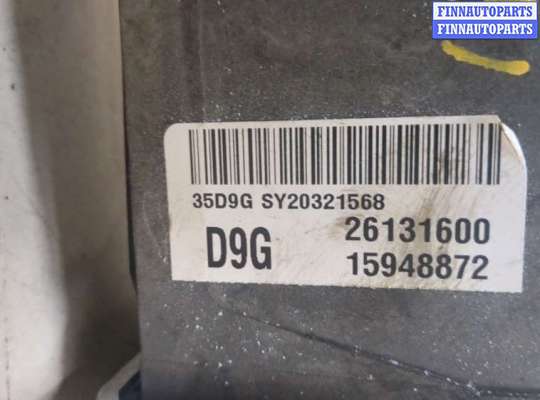 FINNAUTOPARTS
FINNAUTOPARTS
35D9G SY20321568
D9G 26131600
15948872